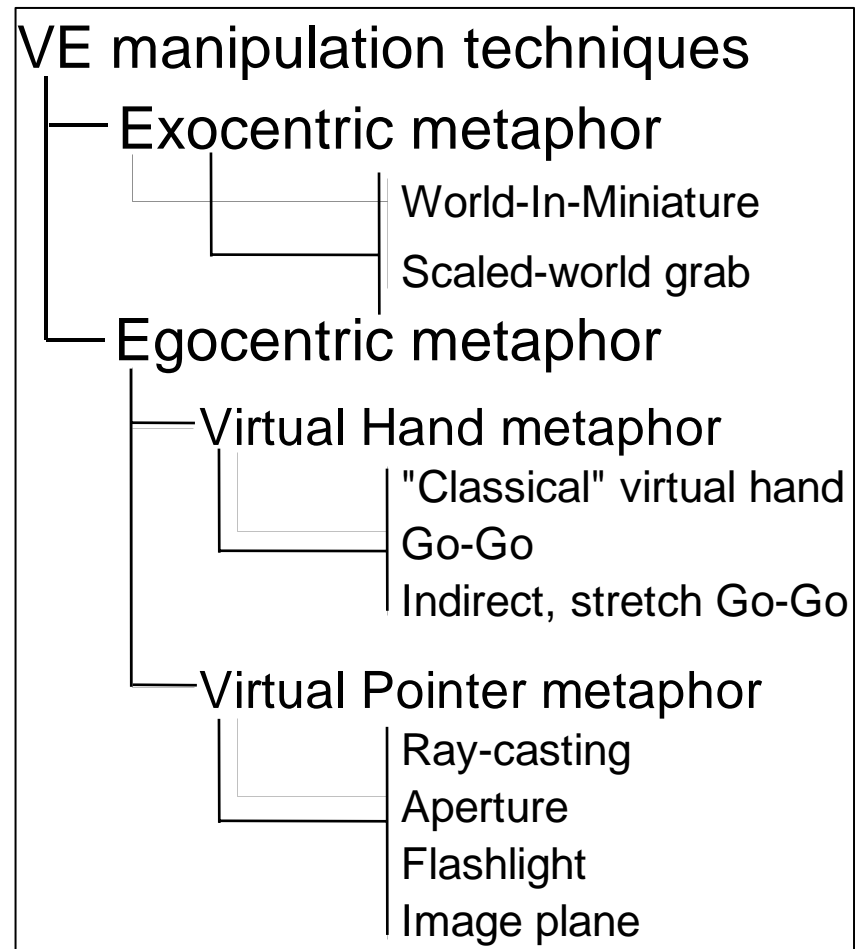 VE manipulation techniques
Exocentric metaphor
World-In-Miniature
Scaled-world grab
Egocentric metaphor
Virtual Hand metaphor
"Classical" virtual hand
Go-Go
Indirect, stretch Go-Go
Virtual Pointer metaphor
Ray-casting
Aperture
Flashlight
Image plane